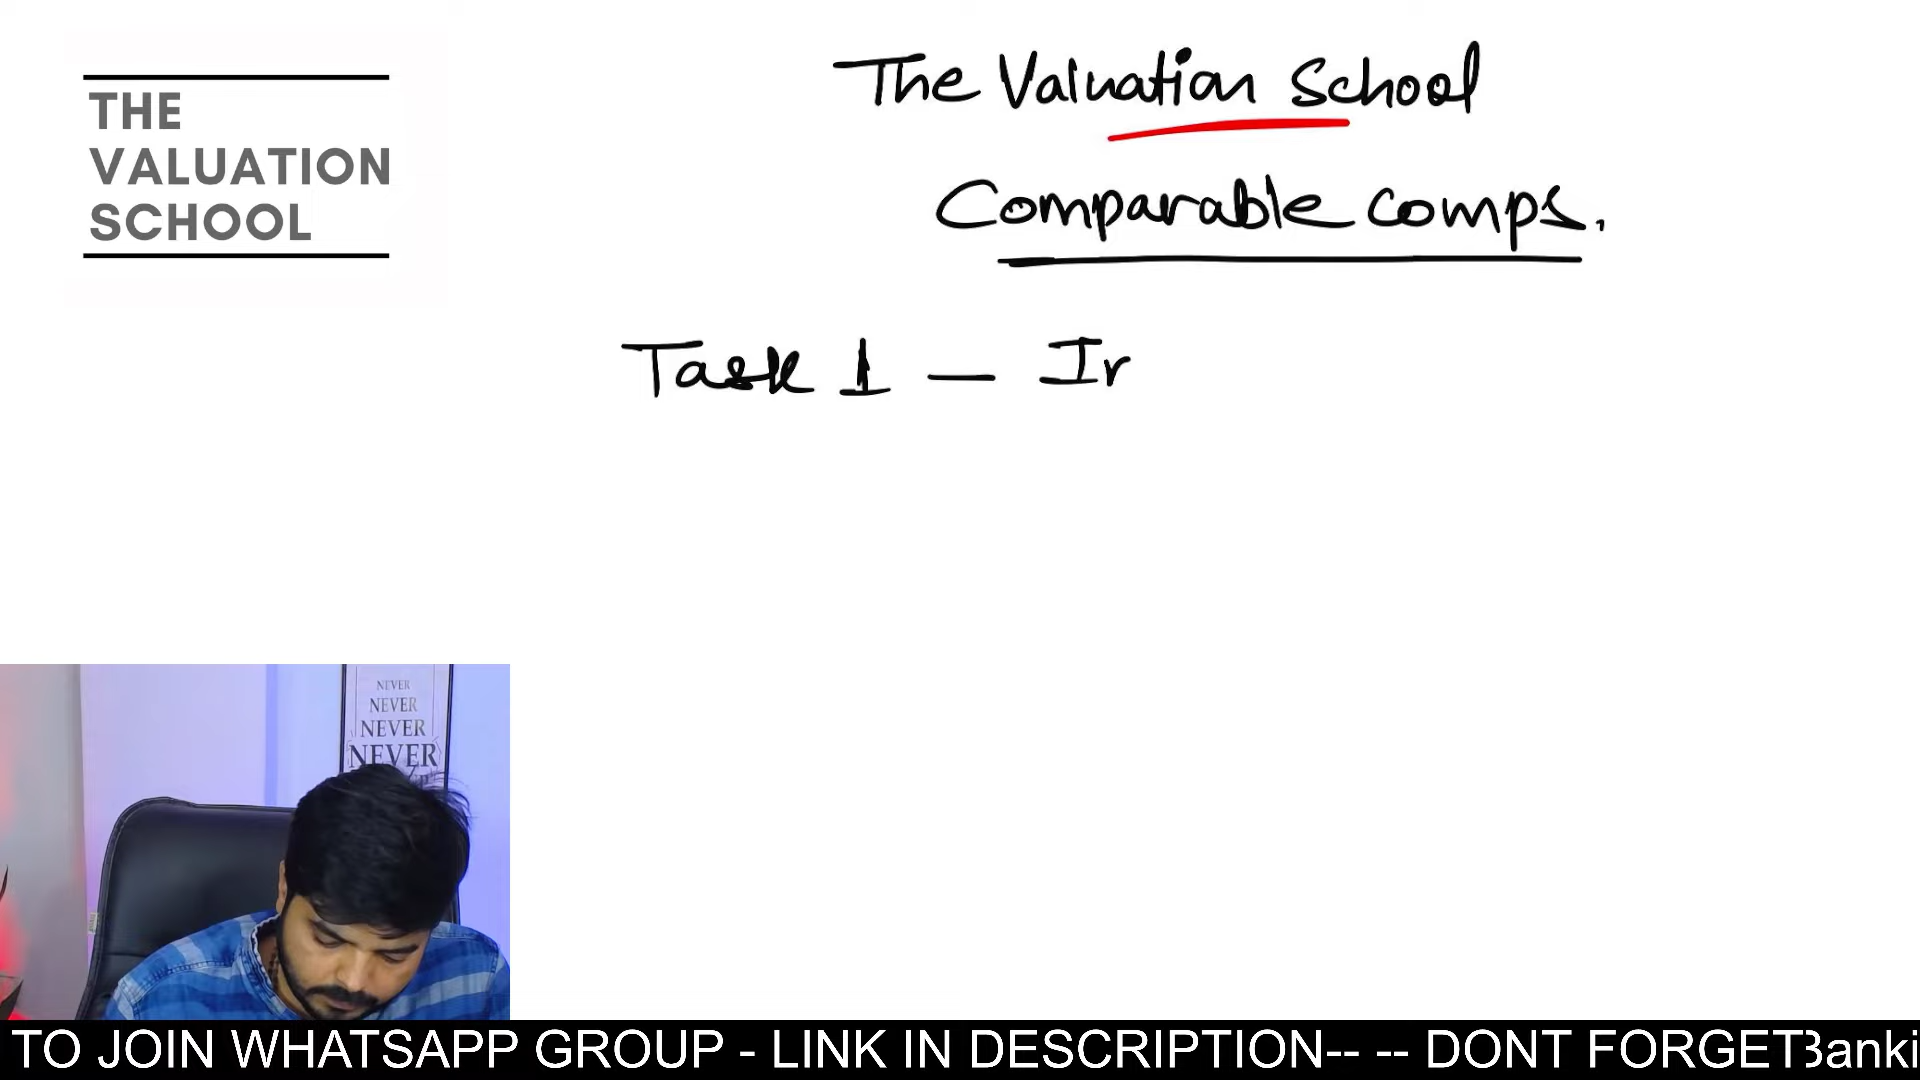 THE
VALUATION
SCHOOL
The Valuation School
Comparable comps.
Task 1 — Ir
NEVER
NEVER
NEVER
NEVER
TO JOIN WHATSAPP GROUP - LINK IN DESCRIPTION-- -- DONT FORGET Banki